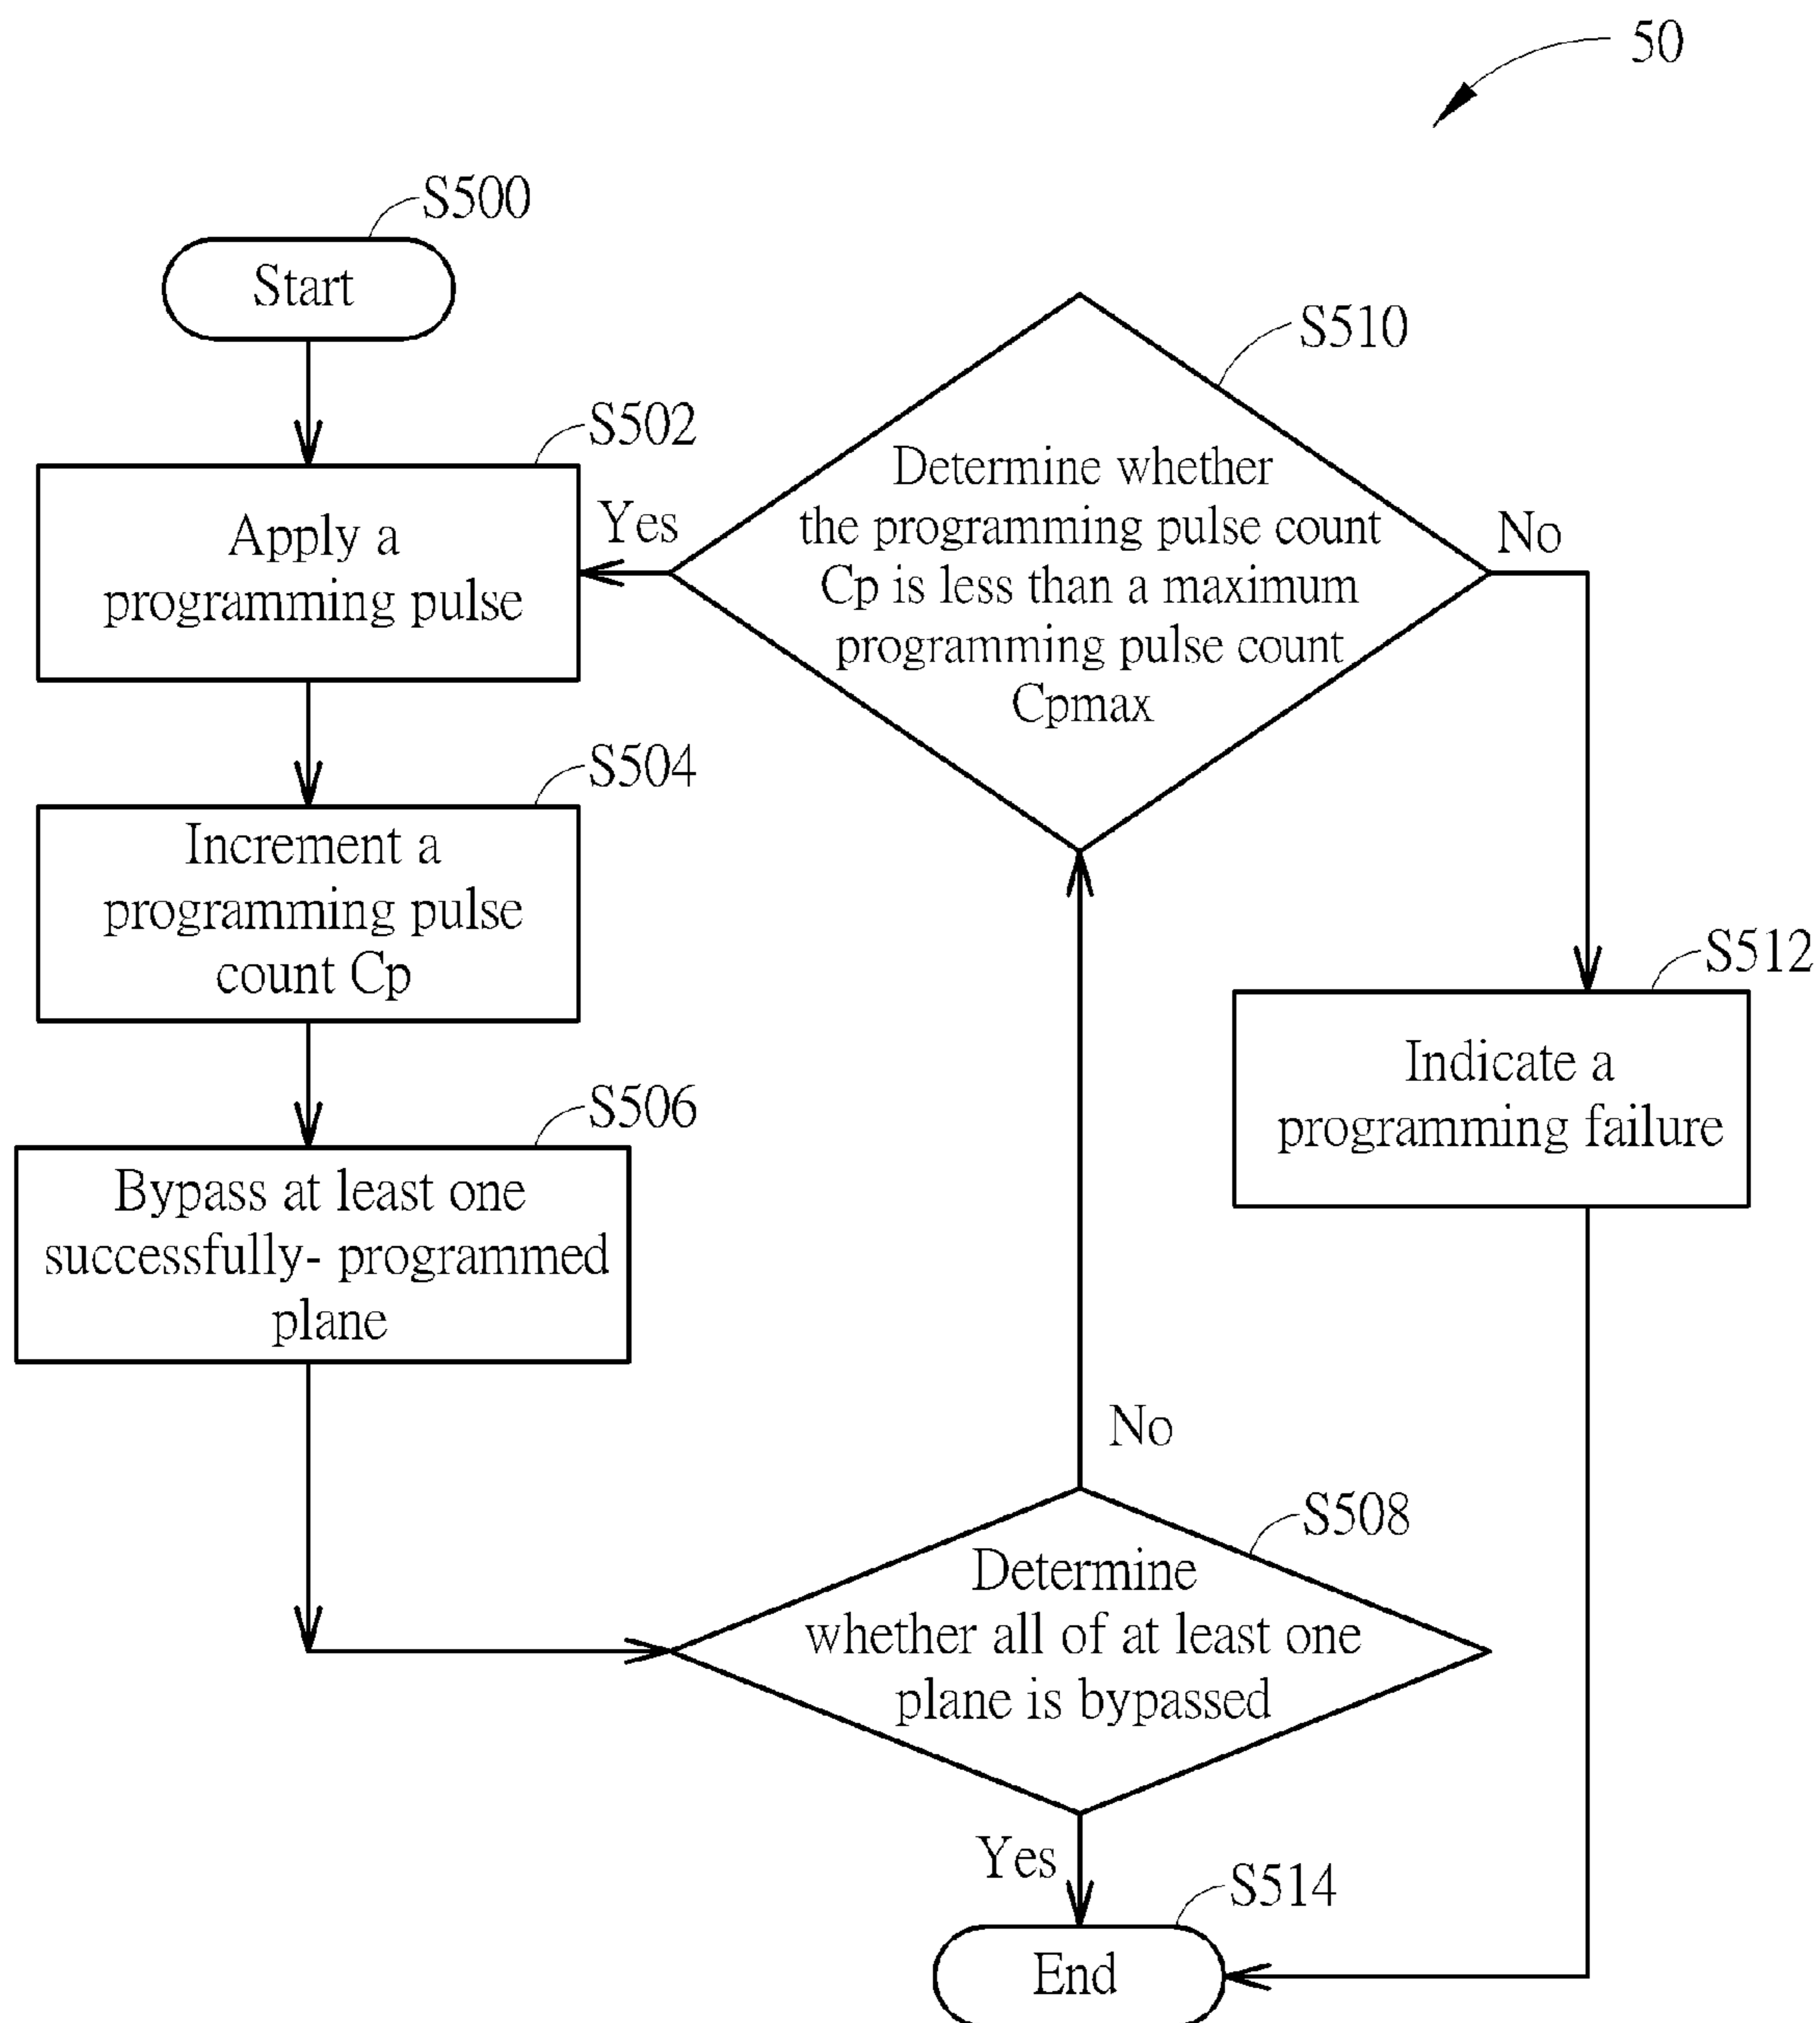 50
S500
Start
S502
Apply a
programming pulse
S504
Increment a
programming pulse
count Cp
S506
Bypass at least one
successfully- programmed
plane
S510
Determine whether
the programming pulse count
Cp is less than a maximum
programming pulse count
Cpmax
Yes
No
S512
Indicate a
programming failure
No
S508
Determine
whether all of at least one
plane is bypassed
Yes
S514
End